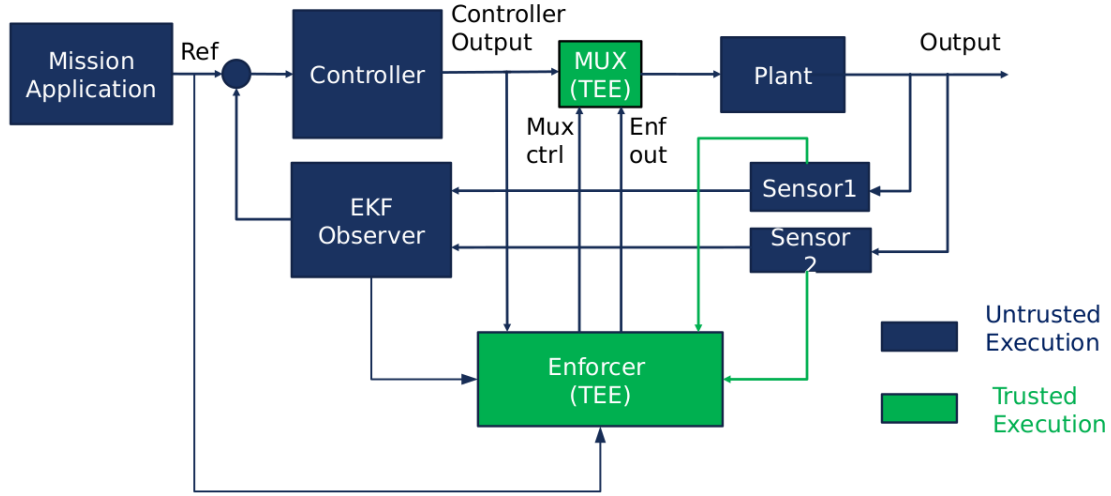 Mission
Application
Ref
Controller
Controller
Output
MUX
(TEE)
Plant
Output
Mux
ctrl
Enf
out
EKF
Observer
Sensor1
Sensor
2
Enforcer
(TEE)
Untrusted
Execution
Trusted
Execution